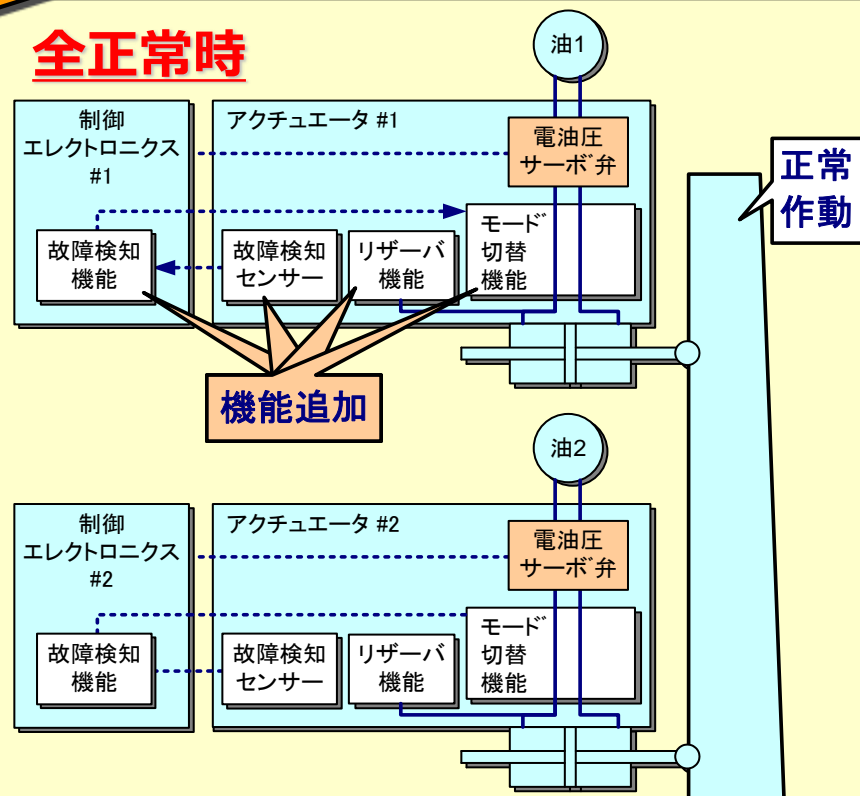 全正常時
油1
制御
エレクトロニクス
#1
アクチュエータ #1
電油圧
サーボ弁
正常
作動
故障検知
機能
故障検知
センサー
リザーバ
機能
モード
切替
機能
機能追加
油2
制御
エレクトロニクス
#2
アクチュエータ #2
電油圧
サーボ弁
故障検知
機能
故障検知
センサー
リザーバ
機能
モード
切替
機能